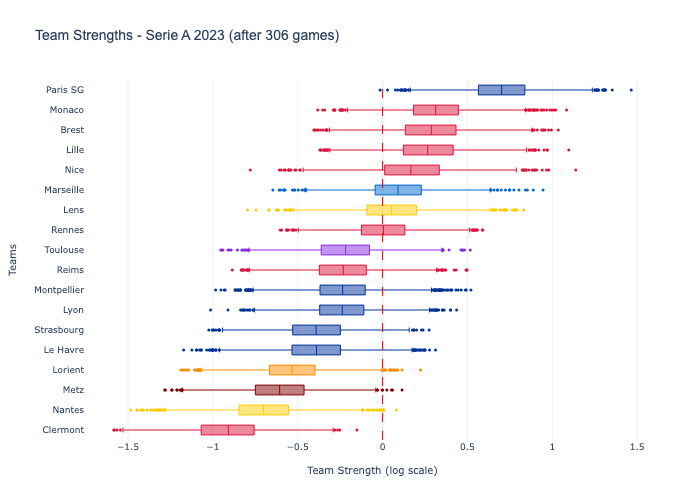 Team Strengths - Serie A 2023 (after 306 games)
Paris SG
Monaco
Brest
Lille
Nice
Marseille
Lens
Rennes
Toulouse
Reims
Montpellier
Lyon
Strasbourg
Le Havre
Lorient
Metz
Nantes
Clermont
Teams
−1.5 −1 −0.5 0 0.5 1 1.5
Team Strength (log scale)